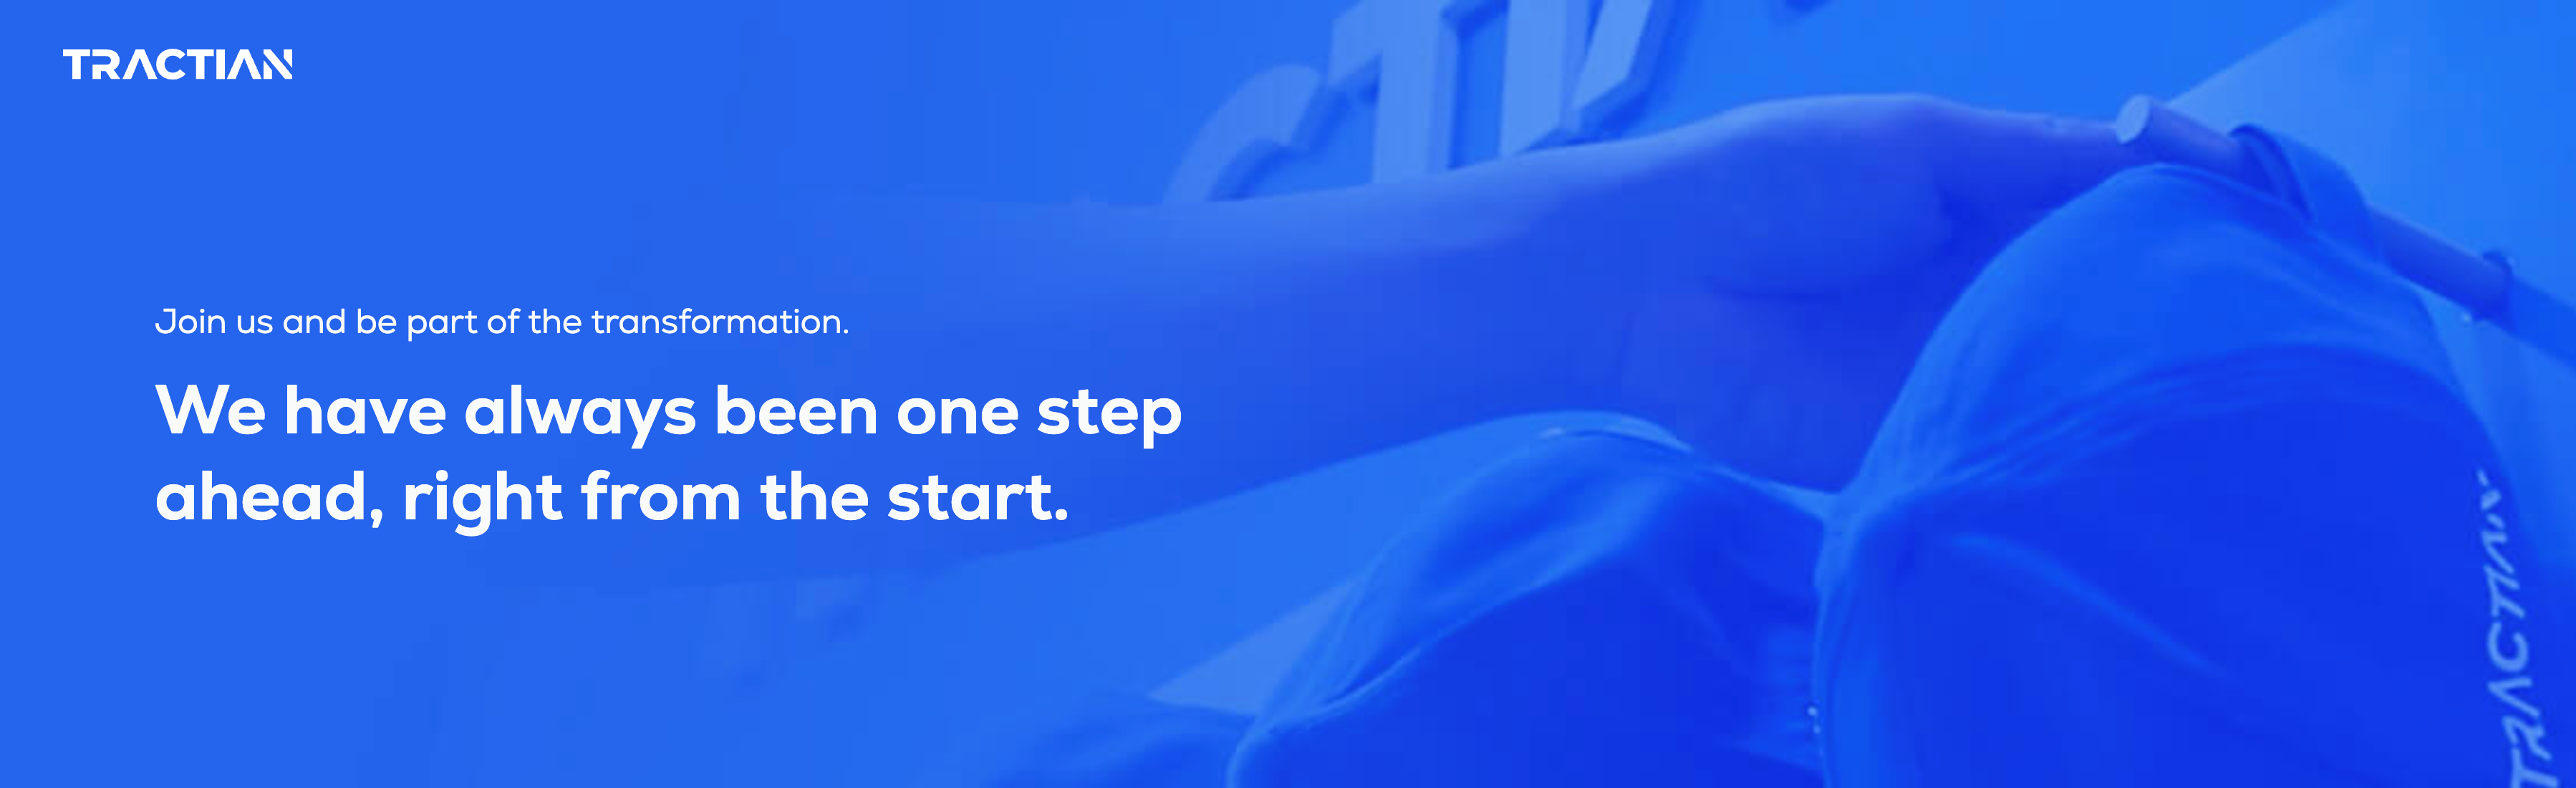 TRACTIAN
Join us and be part of the transformation.
We have always been one step
ahead, right from the start.
TRACTIAN